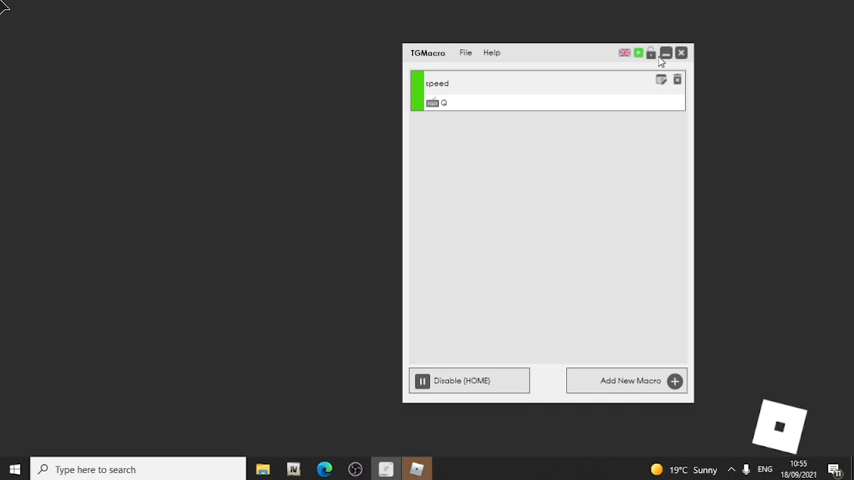 TGMacro File Help
speed
Q
Disable (HOME)
Add New Macro
Type here to search
19°C Sunny
ENG
10:55
18/09/2021